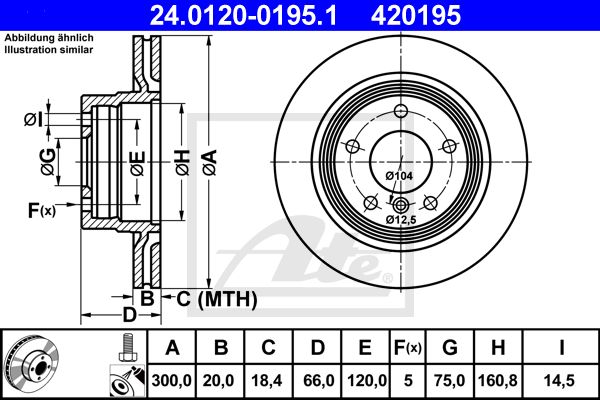 24.0120-0195.1 420195
Abbildung ähnlich
Illustration similar
ØI
ØG
ØE
ØH
ØA
F(x)
B C (MTH)
D
Ø104
Ø12,5
Ate
®
A B C D E F(x) G H I
300,0 20,0 18,4 66,0 120,0 5 75,0 160,8 14,5